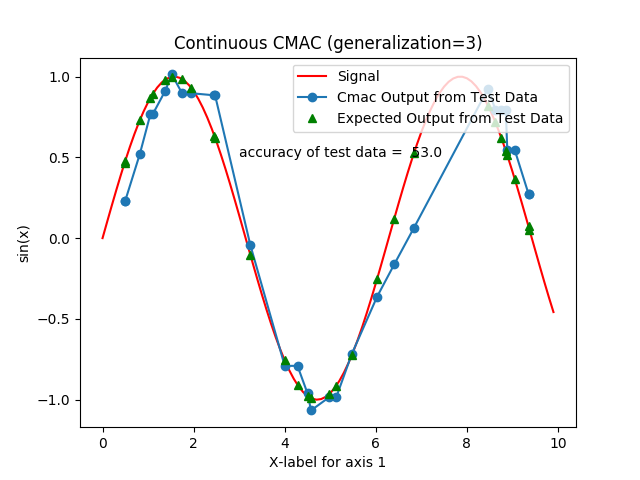 Continuous CMAC (generalization=3)
Signal
Cmac Output from Test Data
Expected Output from Test Data
accuracy of test data =  53.0
1.0
0.5
0.0
−0.5
−1.0
sin(x)
0 2 4 6 8 10
X-label for axis 1